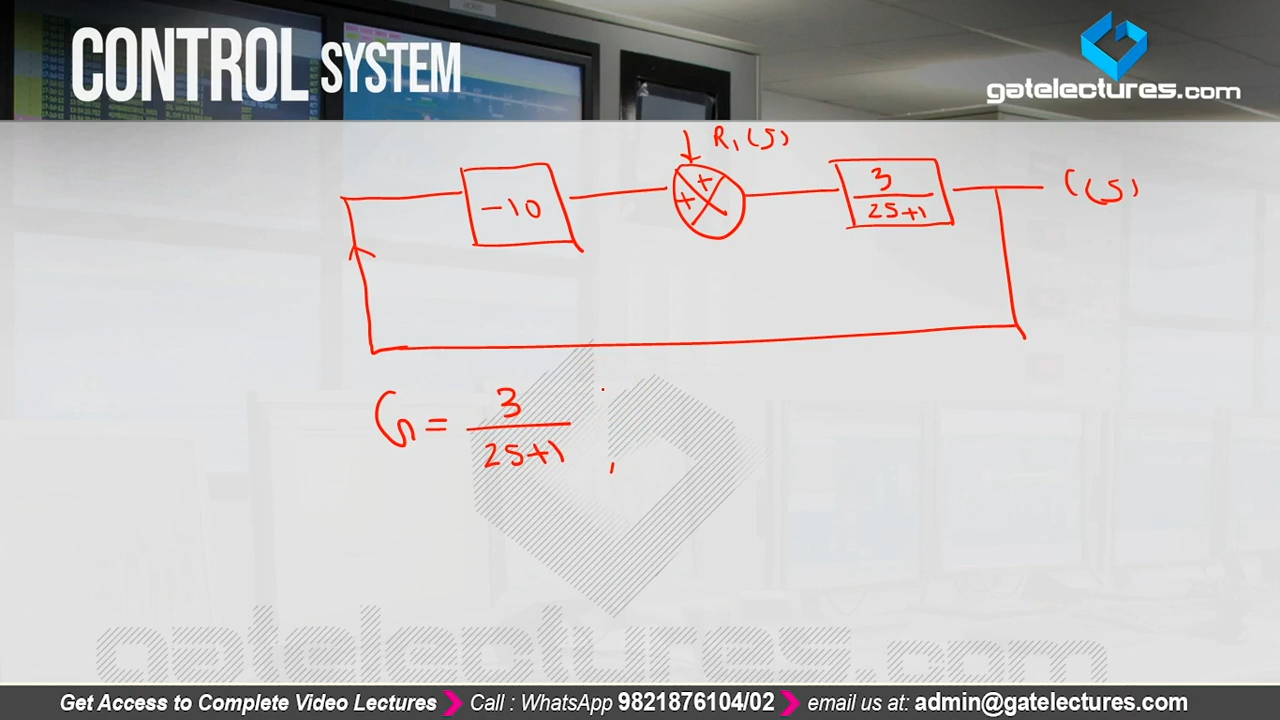 CONTROL SYSTEM
gatelectures.com
R₁(s)
-10
+ +
3
2s+1
C(s)
G = 3
2s+1 ,
gatelectures.com
Get Access to Complete Video Lectures Call : WhatsApp 9821876104/02 email us at: admin@gatelectures.com